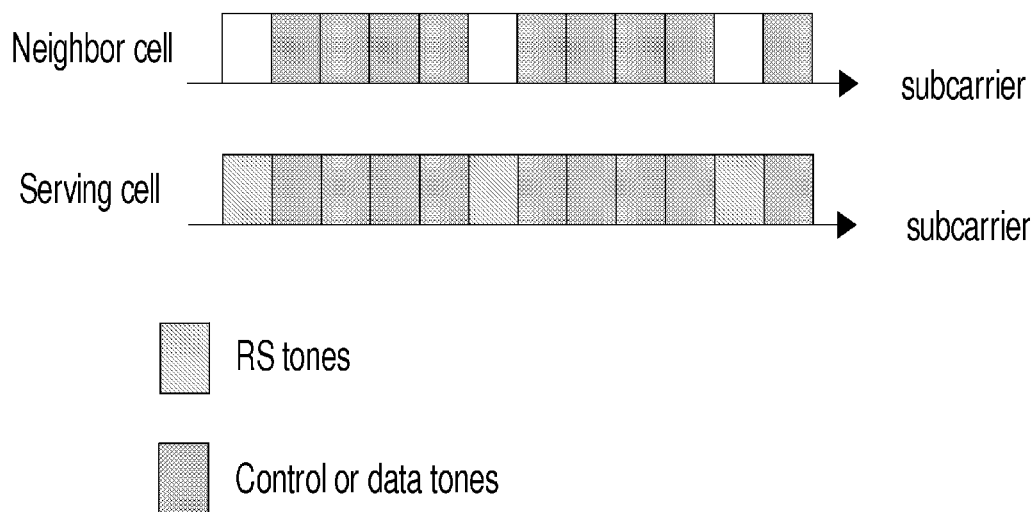 Neighbor cell
subcarrier
Serving cell
subcarrier
RS tones
Control or data tones